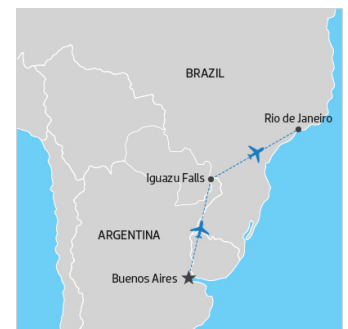 BRAZIL
Rio de Janeiro
Iguazu Falls
ARGENTINA
Buenos Aires